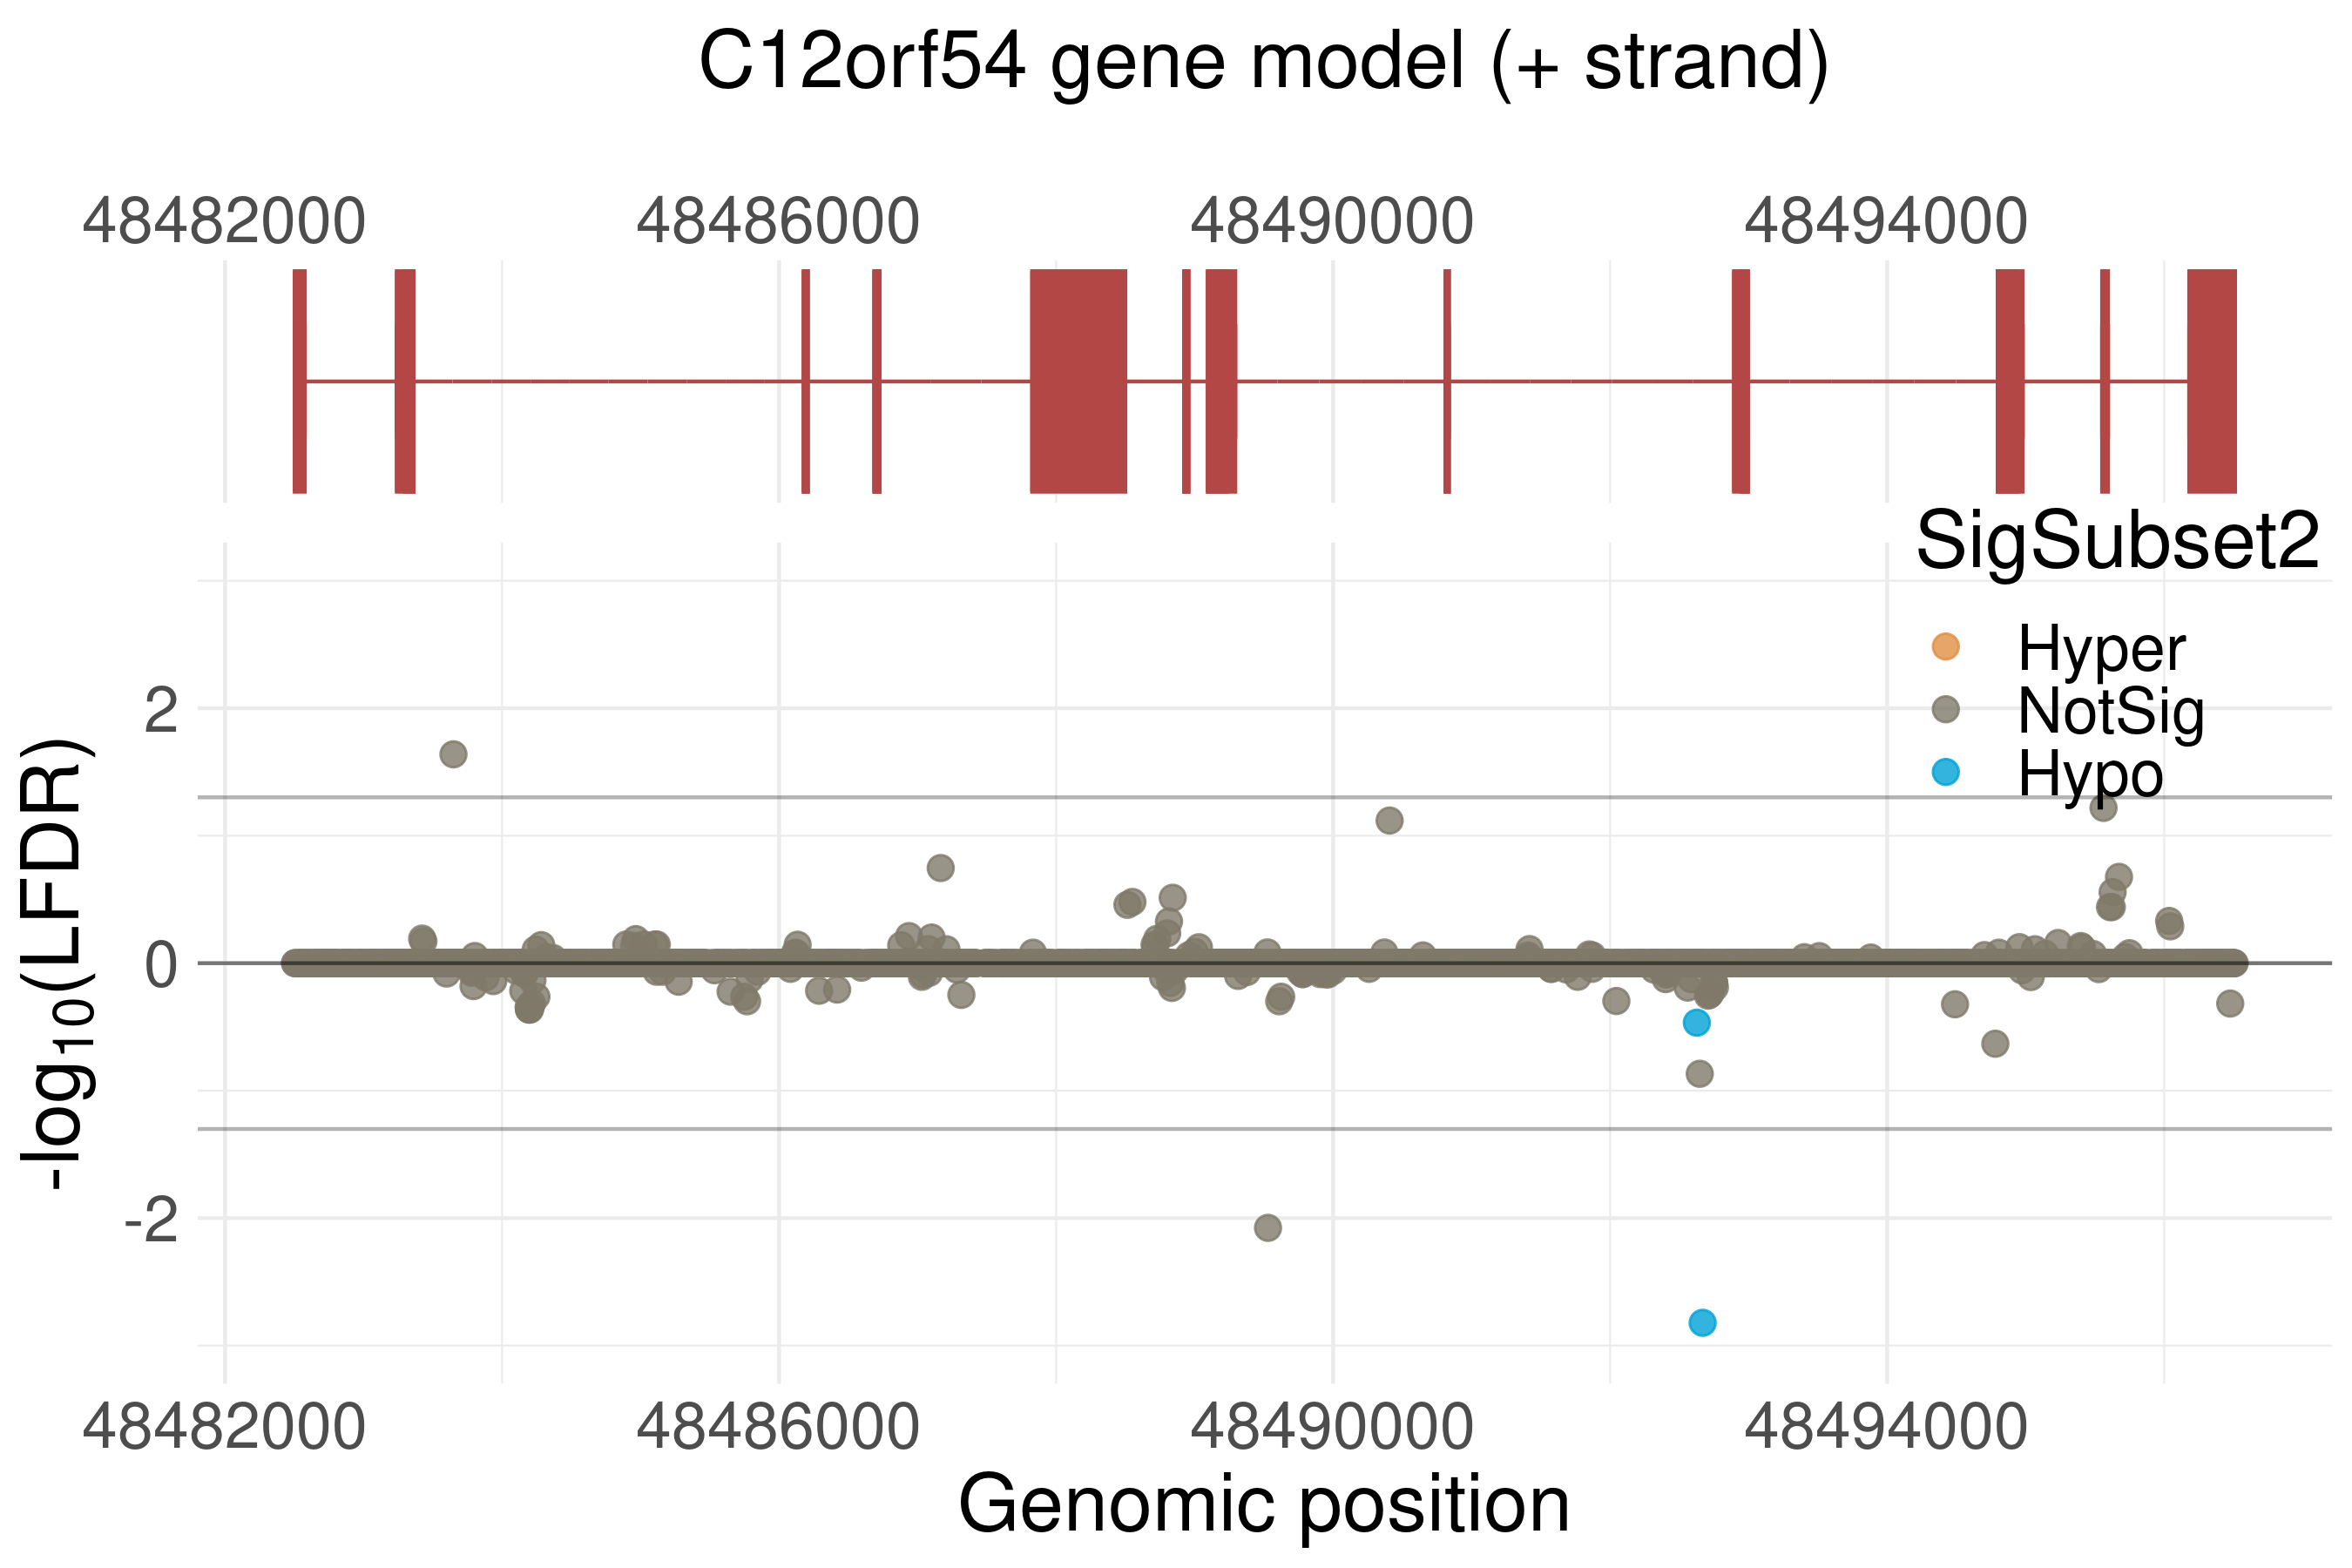 C12orf54 gene model (+ strand)
48482000 48486000 48490000 48494000
SigSubset2
Hyper
NotSig
Hypo
2
0
-2
-log10(LFDR)
48482000 48486000 48490000 48494000
Genomic position